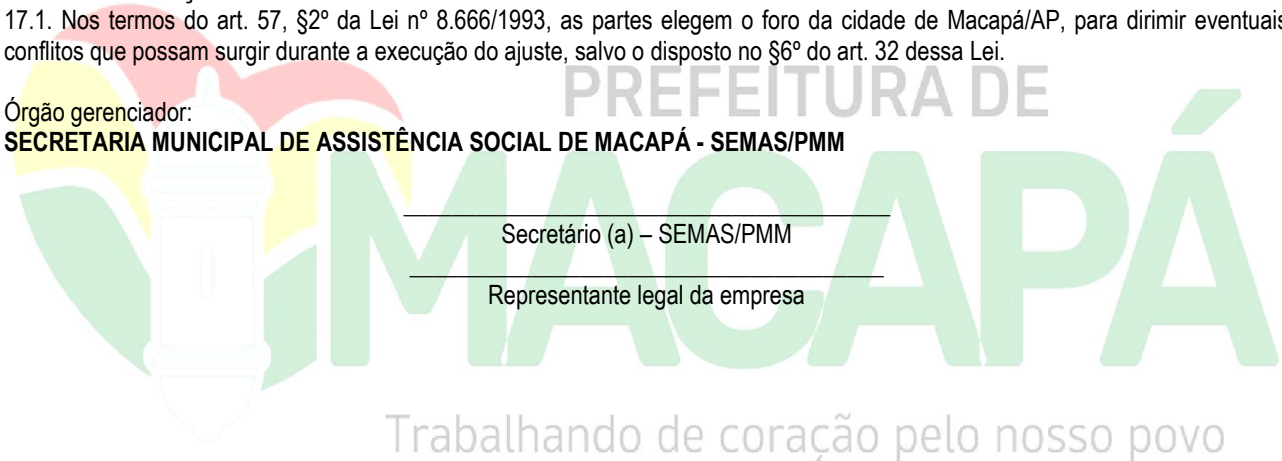 17.1. Nos termos do art. 57, §2º da Lei nº 8.666/1993, as partes elegem o foro da cidade de Macapá/AP, para dirimir eventuais
conflitos que possam surgir durante a execução do ajuste, salvo o disposto no §6º do art. 32 dessa Lei.
PREFEITURA DE
Órgão gerenciador:
SECRETARIA MUNICIPAL DE ASSISTÊNCIA SOCIAL DE MACAPÁ - SEMAS/PMM
MACAPÁ
Secretário (a) – SEMAS/PMM
Representante legal da empresa
Trabalhando de coração pelo nosso povo